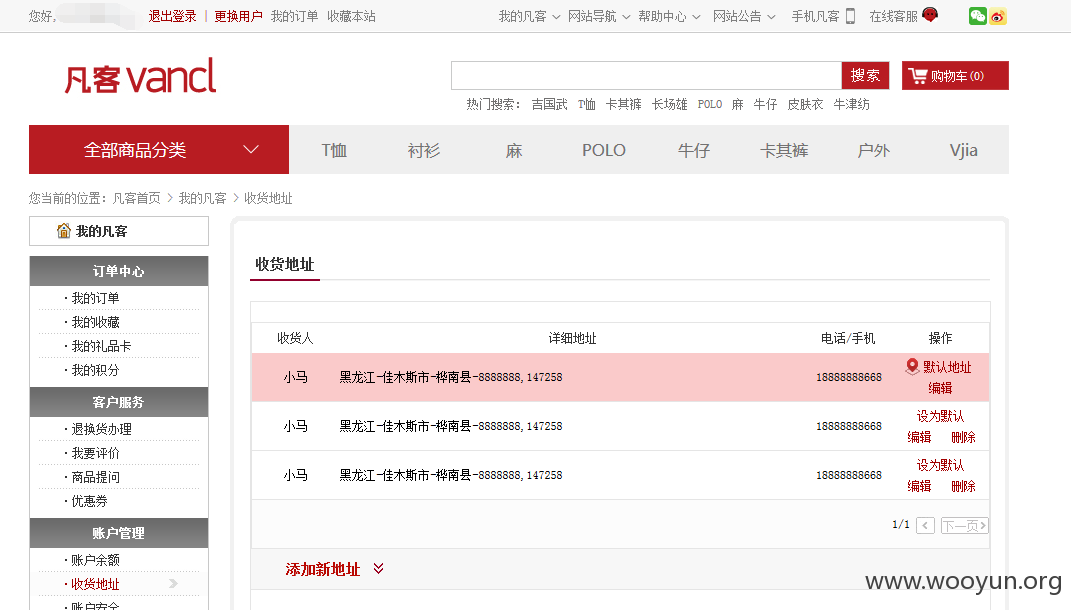 您好, 退出登录 | 更换用户 我的订单 收藏本站 我的凡客 网站导航 帮助中心 网站公告 手机凡客 在线客服
凡客 vancl
搜索 购物车(0)
热门搜索: 吉国武 T恤 卡其裤 长场雄 POLO 麻 牛仔 皮肤衣 牛津纺
全部商品分类 T恤 衬衫 麻 POLO 牛仔 卡其裤 户外 Vjia
您当前的位置: 凡客首页 > 我的凡客 > 收货地址
我的凡客
订单中心
·我的订单
·我的收藏
·我的礼品卡
·我的积分
客户服务
·退换货办理
·我要评价
·商品提问
·优惠券
账户管理
·账户余额
·收货地址
·账户安全
收货地址
收货人 详细地址 电话/手机 操作
小马 黑龙江-佳木斯市-桦南县-8888888,147258 18888888668 默认地址
编辑
小马 黑龙江-佳木斯市-桦南县-8888888,147258 18888888668 设为默认
编辑 删除
小马 黑龙江-佳木斯市-桦南县-8888888,147258 18888888668 设为默认
编辑 删除
1/1 < 下一页>
添加新地址
www.wooyun.org